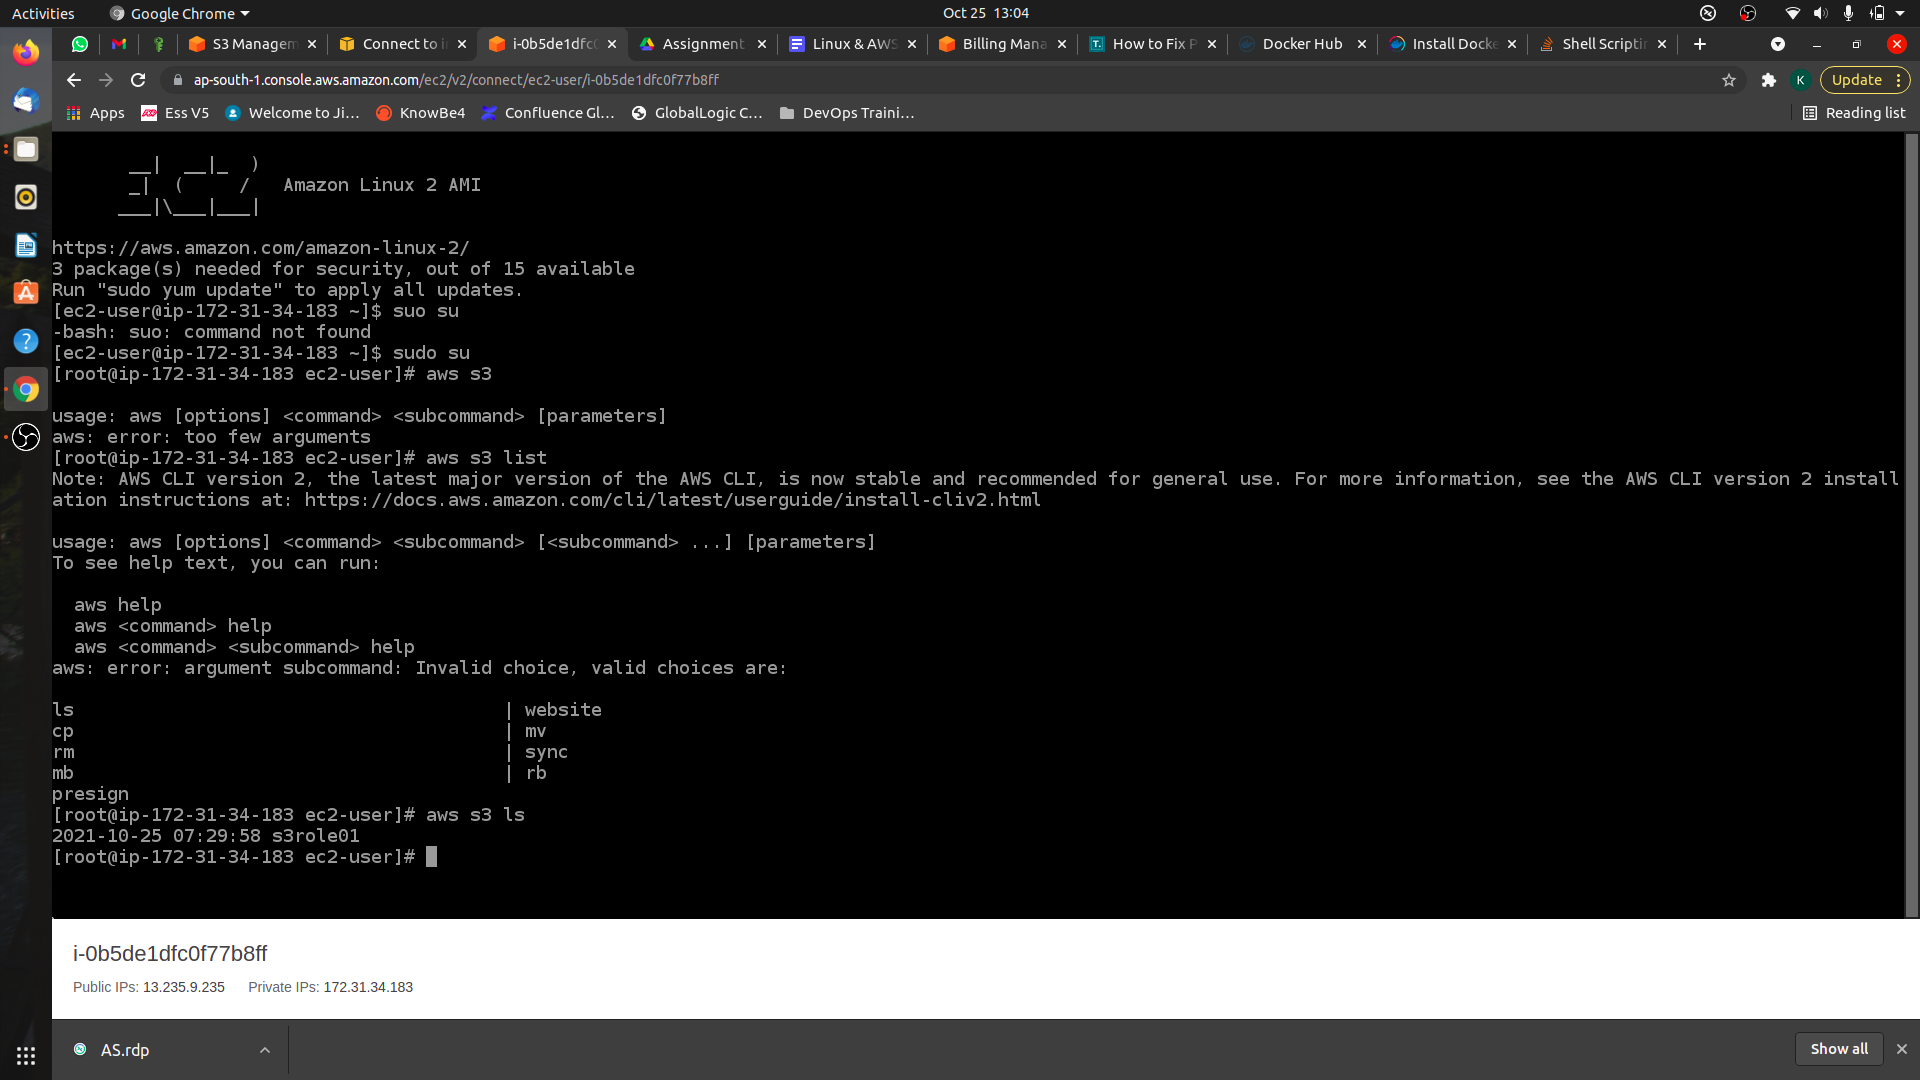 Activities
Google Chrome
Oct 25 13:04
S3 Managem
Connect to i
i-0b5de1dfc0
Assignment
Linux & AWS
Billing Mana
How to Fix P
Docker Hub
Install Docke
Shell Scriptin
ap-south-1.console.aws.amazon.com/ec2/v2/connect/ec2-user/i-0b5de1dfc0f77b8ff
K
Update
Apps
Ess V5
Welcome to Ji...
KnowBe4
Confluence Gl...
GlobalLogic C...
DevOps Traini...
Reading list
__|  __|_  )
_|  (     /   Amazon Linux 2 AMI
___|\___|___|
https://aws.amazon.com/amazon-linux-2/
3 package(s) needed for security, out of 15 available
Run "sudo yum update" to apply all updates.
[ec2-user@ip-172-31-34-183 ~]$ suo su
-bash: suo: command not found
[ec2-user@ip-172-31-34-183 ~]$ sudo su
[root@ip-172-31-34-183 ec2-user]# aws s3
usage: aws [options] <command> <subcommand> [parameters]
aws: error: too few arguments
[root@ip-172-31-34-183 ec2-user]# aws s3 list
Note: AWS CLI version 2, the latest major version of the AWS CLI, is now stable and recommended for general use. For more information, see the AWS CLI version 2 install
ation instructions at: https://docs.aws.amazon.com/cli/latest/userguide/install-cliv2.html
usage: aws [options] <command> <subcommand> [<subcommand> ...] [parameters]
To see help text, you can run:
aws help
aws <command> help
aws <command> <subcommand> help
aws: error: argument subcommand: Invalid choice, valid choices are:
ls | website
cp | mv
rm | sync
mb | rb
presign
[root@ip-172-31-34-183 ec2-user]# aws s3 ls
2021-10-25 07:29:58 s3role01
[root@ip-172-31-34-183 ec2-user]#
i-0b5de1dfc0f77b8ff
Public IPs: 13.235.9.235 Private IPs: 172.31.34.183
AS.rdp
Show all